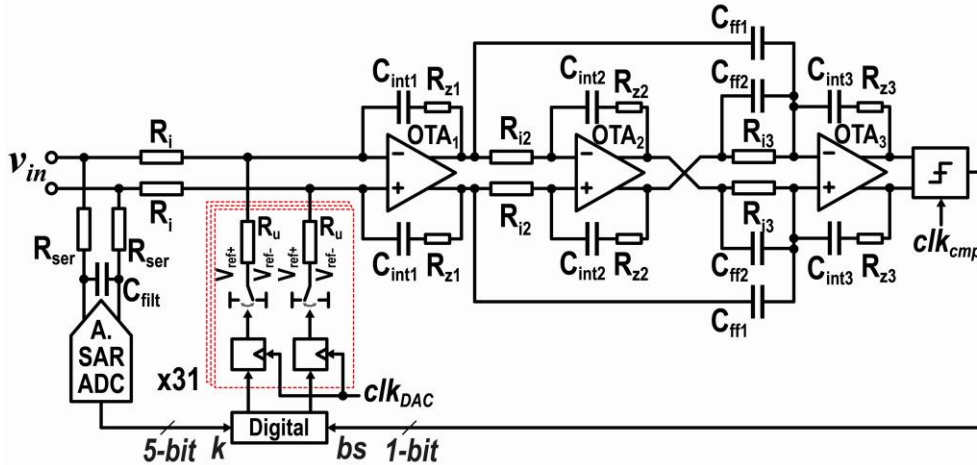 C_ff1
C_int1 R_z1 C_int2 R_z2 C_ff2 C_int3 R_z3
R_i OTA_1 R_i2 OTA_2 R_i3 OTA_3
v_in
− − −
+ + +
R_i R_i2 R_i3
R_ser R_ser R_u R_u C_int1 R_z1 C_int2 R_z2 C_ff2 C_int3 R_z3 clk_cmp
V_ref+ V_ref- V_ref+ V_ref-
C_filt C_ff1
A.
SAR
ADC
x31 clk_DAC
Digital
5-bit k bs 1-bit